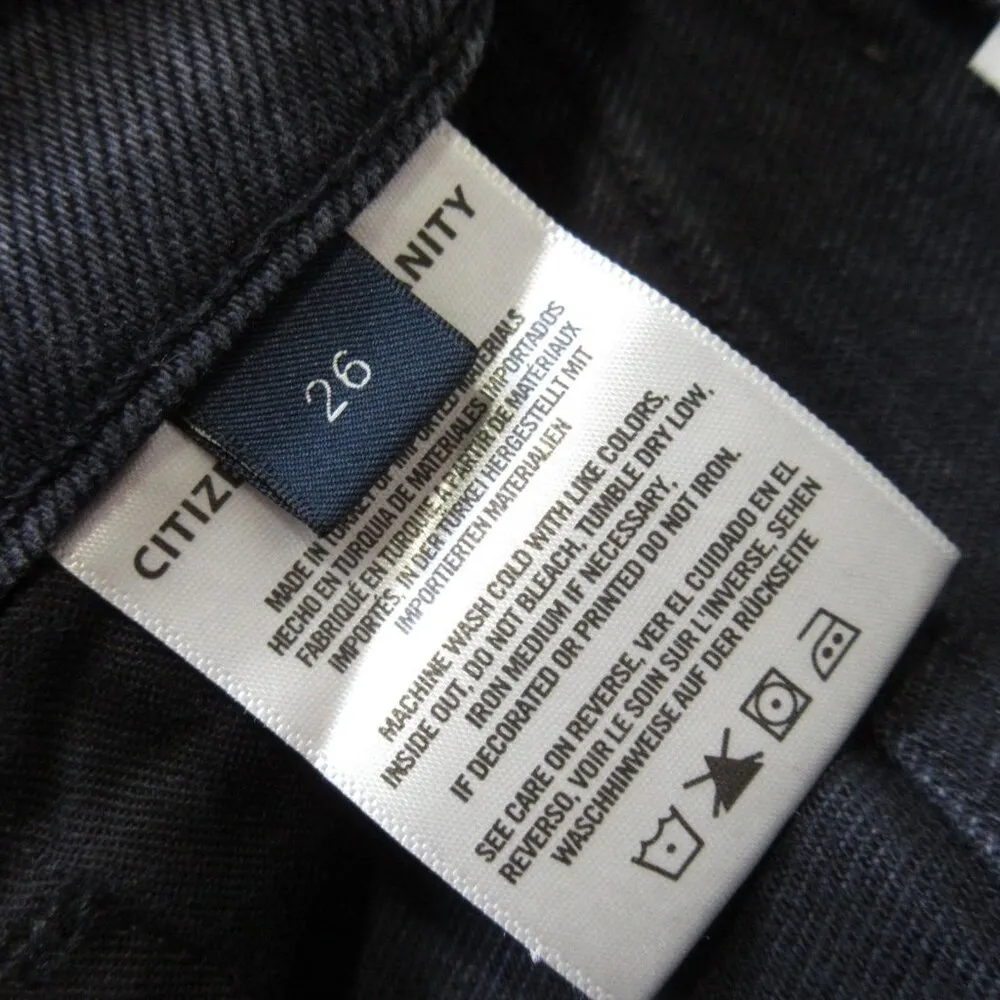 CITIZE NITY
26
MADE IN TURKEY OF IMPORTED MATERIALS
HECHO EN TURQUIA DE MATERIALES IMPORTADOS
FABRIQUÉ EN TURQUIE À PARTIR DE MATÉRIAUX
IMPORTÉS, IN DER TÜRKEI HERGESTELLT MIT
IMPORTIERTEN MATERIALIEN
MACHINE WASH COLD WITH LIKE COLORS,
INSIDE OUT, DO NOT BLEACH, TUMBLE DRY LOW,
IRON MEDIUM IF NECESSARY,
IF DECORATED OR PRINTED DO NOT IRON.
SEE CARE ON REVERSE, VER EL CUIDADO EN EL
REVERSO, VOIR LE SOIN SUR L'INVERSE, SEHEN
WASCHHINWEISE AUF DER RÜCKSEITE